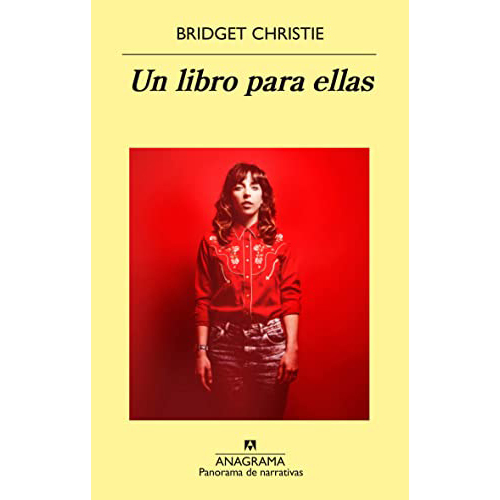 BRIDGET CHRISTIE
Un libro para ellas
ANAGRAMA
Panorama de narrativas